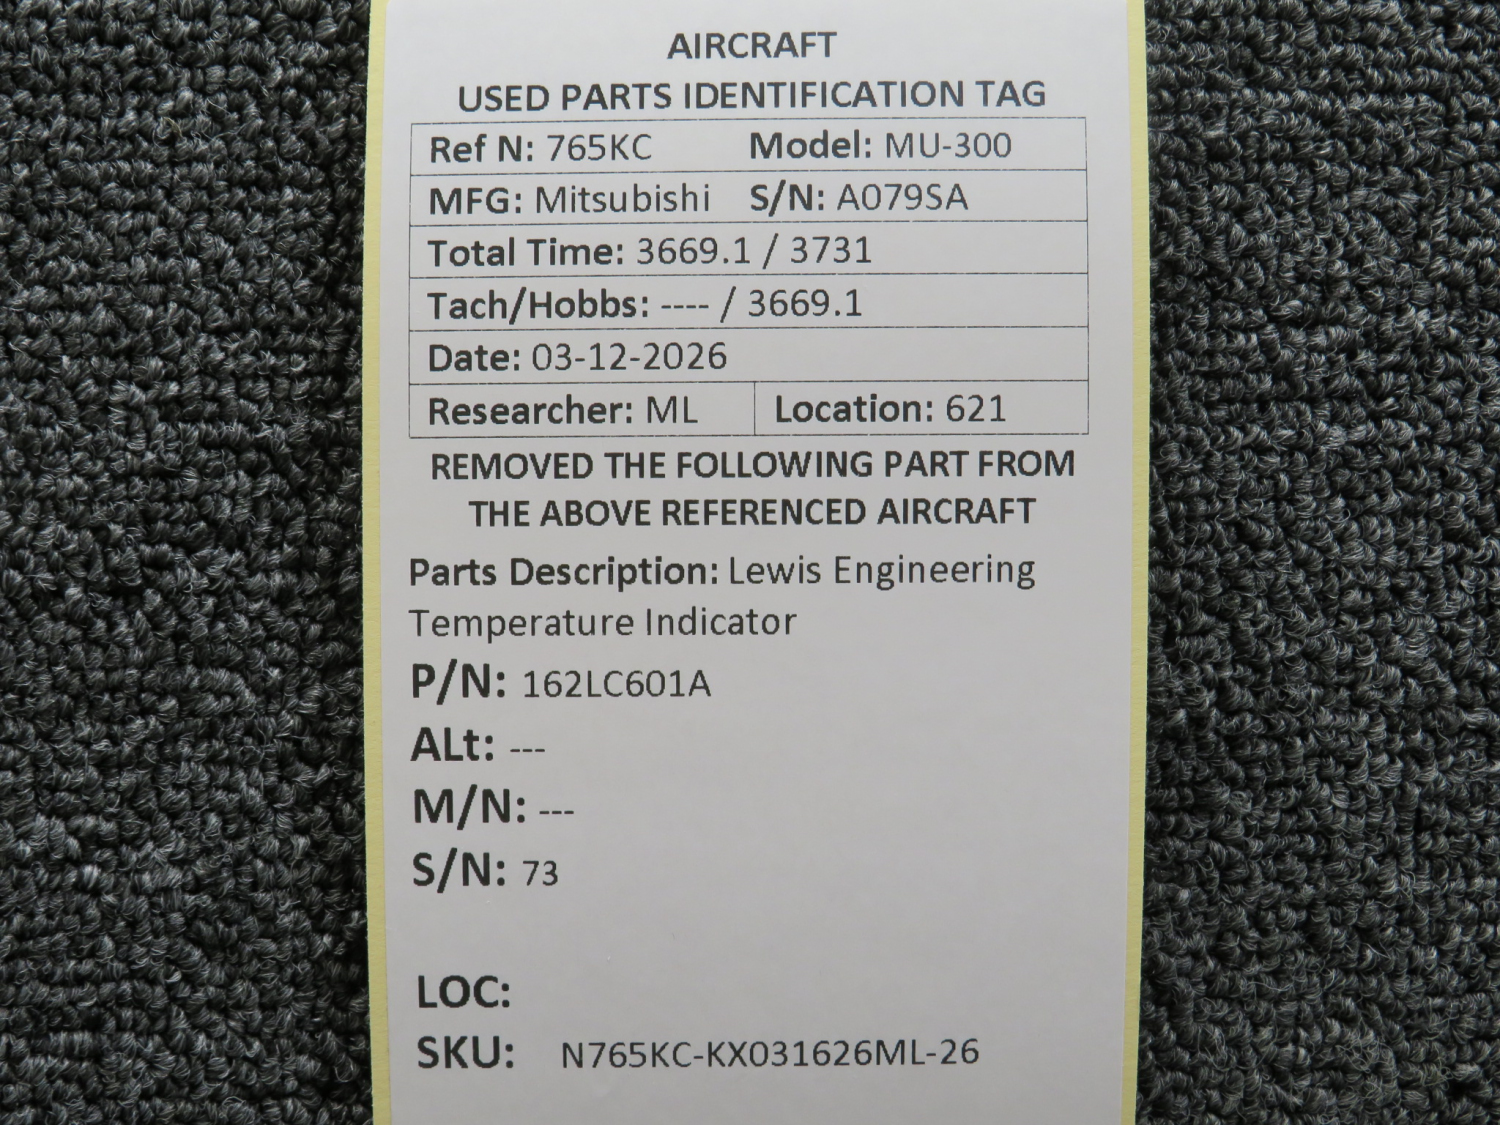 AIRCRAFT
USED PARTS IDENTIFICATION TAG
Ref N: 765KC Model: MU-300
MFG: Mitsubishi S/N: A079SA
Total Time: 3669.1 / 3731
Tach/Hobbs: ---- / 3669.1
Date: 03-12-2026
Researcher: ML Location: 621
REMOVED THE FOLLOWING PART FROM
THE ABOVE REFERENCED AIRCRAFT
Parts Description: Lewis Engineering
Temperature Indicator
P/N: 162LC601A
ALt: ---
M/N: ---
S/N: 73
LOC:
SKU: N765KC-KX031626ML-26